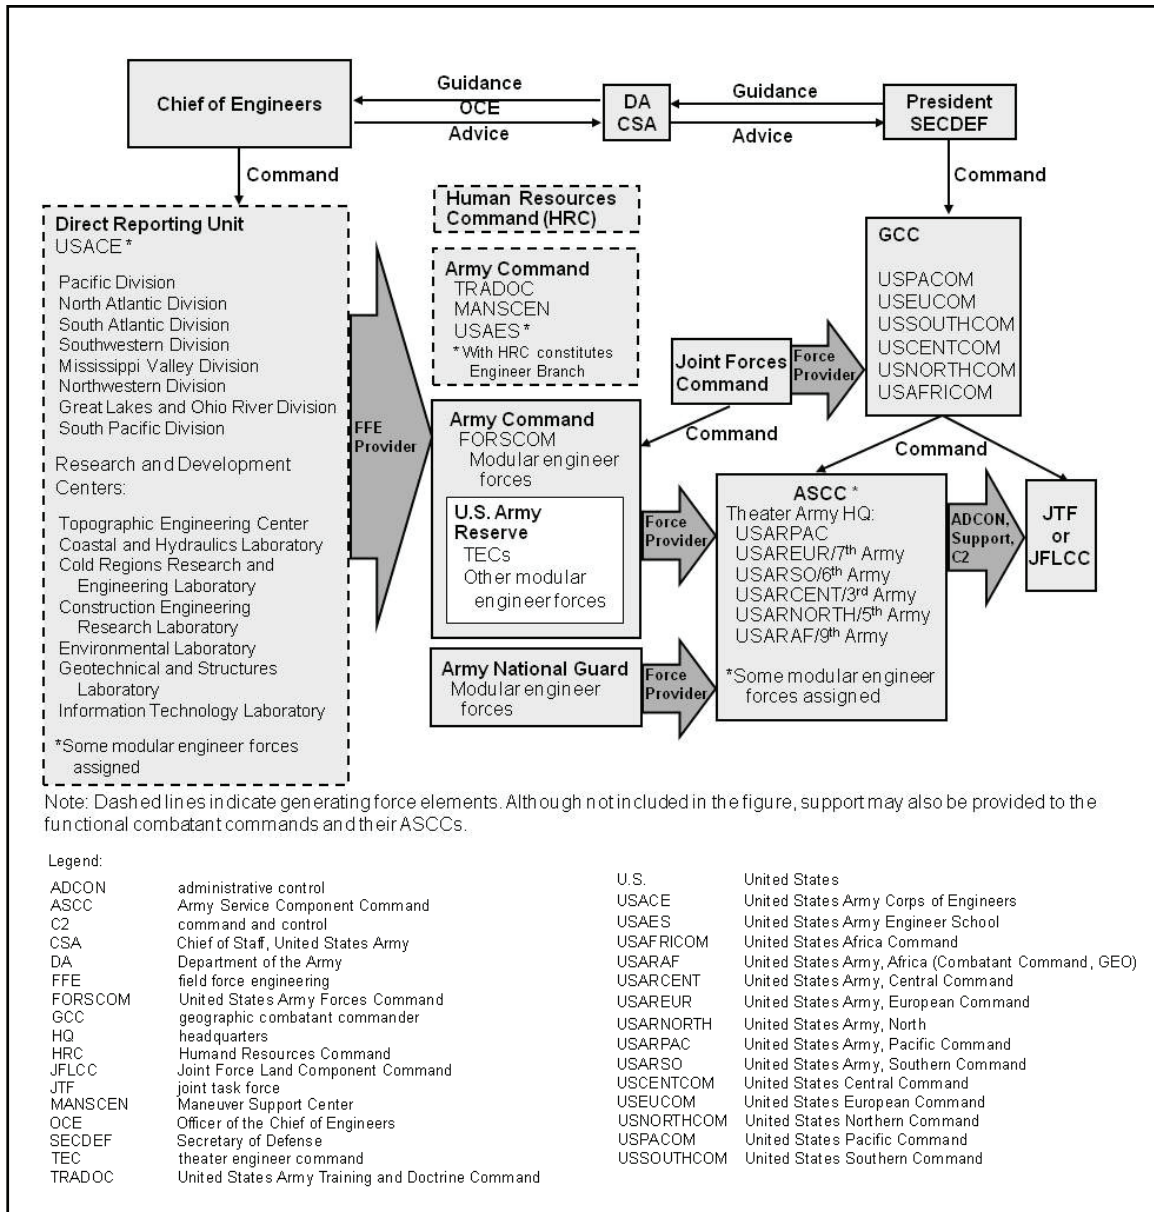 Chief of Engineers
Guidance
OCE
Advice
DA
CSA
Guidance
Advice
President
SECDEF
Command
Command
Direct Reporting Unit
USACE *
Pacific Division
North Atlantic Division
South Atlantic Division
Southwestern Division
Mississippi Valley Division
Northwestern Division
Great Lakes and Ohio River Division
South Pacific Division
Research and Development
Centers:
Topographic Engineering Center
Coastal and Hydraulics Laboratory
Cold Regions Research and
Engineering Laboratory
Construction Engineering
Research Laboratory
Environmental Laboratory
Geotechnical and Structures
Laboratory
Information Technology Laboratory
*Some modular engineer forces
assigned
FFE
Provider
Human Resources
Command (HRC)
Army Command
TRADOC
MANSCEN
USAES *
* With HRC constitutes
Engineer Branch
Army Command
FORSCOM
Modular engineer
forces
U.S. Army
Reserve
TECs
Other modular
engineer forces
Army National Guard
Modular engineer
forces
Joint Forces
Command
Force
Provider
Command
GCC
USPACOM
USEUCOM
USSOUTHCOM
USCENTCOM
USNORTHCOM
USAFRICOM
Command
Force
Provider
Force
Provider
ASCC *
Theater Army HQ:
USARPAC
USAREUR/7th Army
USARSO/6th Army
USARCENT/3rd Army
USARNORTH/5th Army
USARAF/9th Army
*Some modular engineer
forces assigned
ADCON,
Support,
C2
JTF
or
JFLCC
Note: Dashed lines indicate generating force elements. Although not included in the figure, support may also be provided to the
functional combatant commands and their ASCCs.
Legend:
ADCON administrative control
ASCC Army Service Component Command
C2 command and control
CSA Chief of Staff, United States Army
DA Department of the Army
FFE field force engineering
FORSCOM United States Army Forces Command
GCC geographic combatant commander
HQ headquarters
HRC Humand Resources Command
JFLCC Joint Force Land Component Command
JTF joint task force
MANSCEN Maneuver Support Center
OCE Officer of the Chief of Engineers
SECDEF Secretary of Defense
TEC theater engineer command
TRADOC United States Army Training and Doctrine Command
U.S. United States
USACE United States Army Corps of Engineers
USAES United States Army Engineer School
USAFRICOM United States Africa Command
USARAF United States Army, Africa (Combatant Command, GEO)
USARCENT United States Army, Central Command
USAREUR United States Army, European Command
USARNORTH United States Army, North
USARPAC United States Army, Pacific Command
USARSO United States Army, Southern Command
USCENTCOM United States Central Command
USEUCOM United States European Command
USNORTHCOM United States Northern Command
USPACOM United States Pacific Command
USSOUTHCOM United States Southern Command